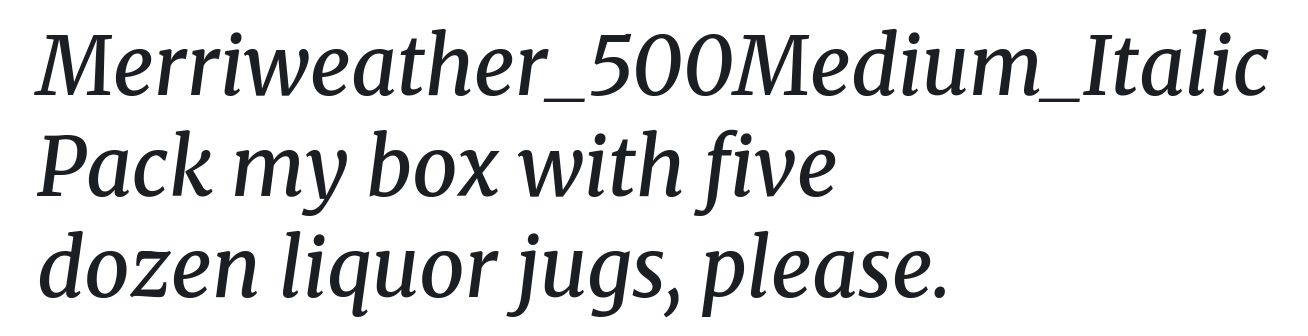 Merriweather_500Medium_Italic
Pack my box with five
dozen liquor jugs, please.